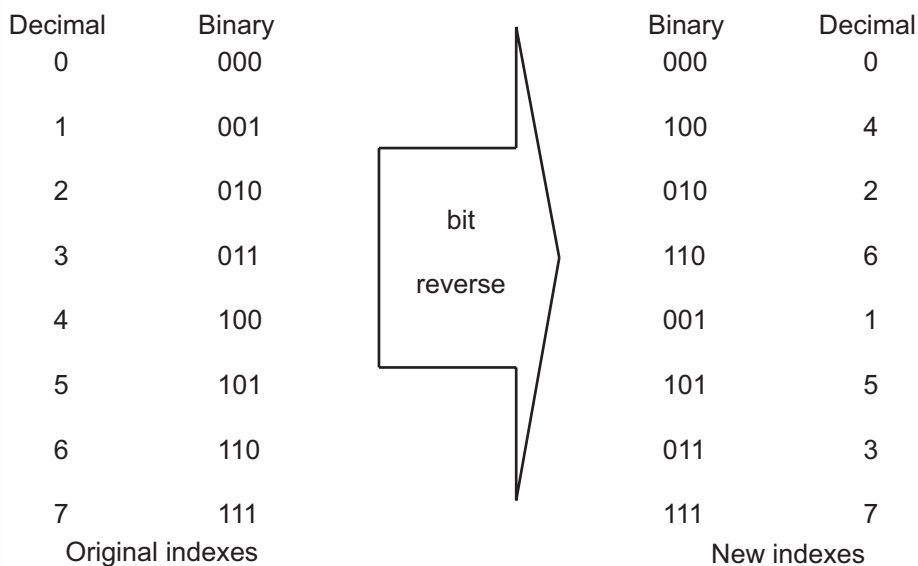 Decimal Binary Binary Decimal
0 000 000 0
1 001 100 4
2 010 010 2
bit
3 011 110 6
reverse
4 100 001 1
5 101 101 5
6 110 011 3
7 111 111 7
Original indexes New indexes